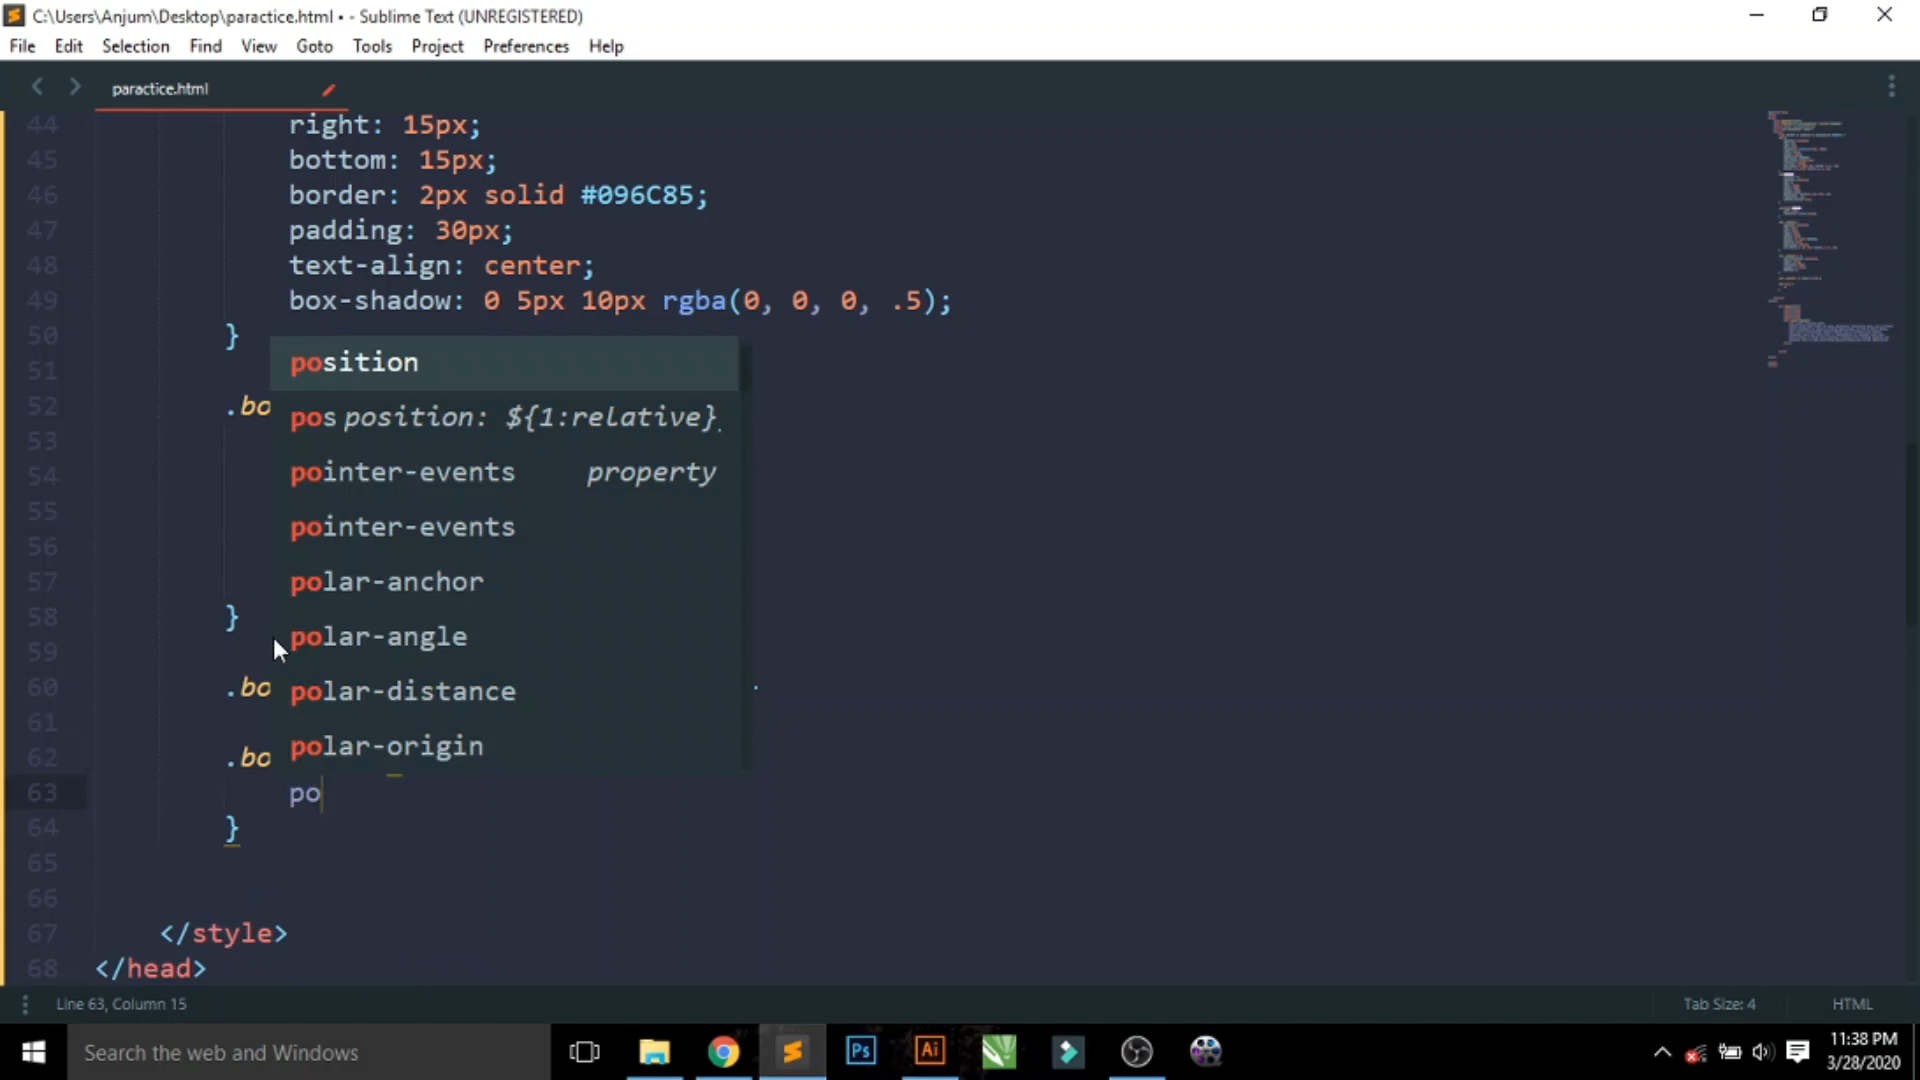 C:\Users\Anjum\Desktop\paractice.html • - Sublime Text (UNREGISTERED)
File Edit Selection Find View Goto Tools Project Preferences Help
paractice.html
44 right: 15px;
45 bottom: 15px;
46 border: 2px solid #096C85;
47 padding: 30px;
48 text-align: center;
49 box-shadow: 0 5px 10px rgba(0, 0, 0, .5);
50 }
51
52 .bo
53
54
55
56
57
58 }
59
60 .bo
61
62 .bo
63 po
64 }
65
66
67 </style>
68 </head>
position
pos position: ${1:relative}
pointer-events property
pointer-events
polar-anchor
polar-angle
polar-distance
polar-origin
Line 63, Column 15
Tab Size: 4
HTML
Search the web and Windows
Ps
Ai
11:38 PM
3/28/2020